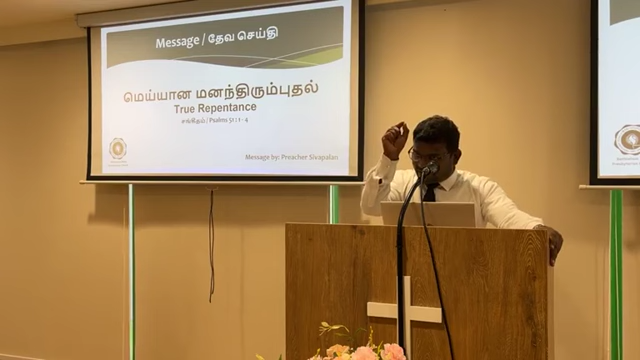 Message / தேவ செய்தி
மெய்யான மனந்திரும்புதல்
True Repentance
சங்கீதம் / Psalms 51 : 1 - 4
Message by: Preacher Sivapalan